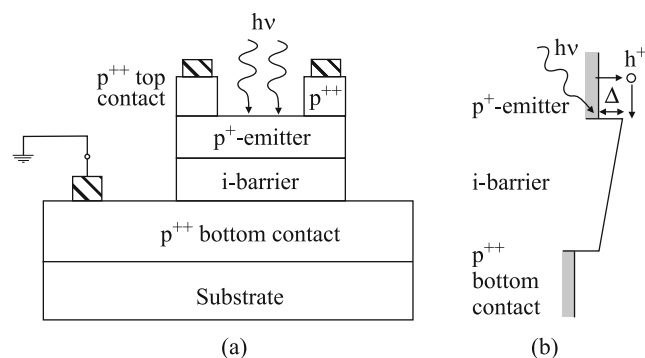 hν
p++ top
contact
p++
p+-emitter
i-barrier
p++ bottom contact
Substrate
(a)
hν
h+
Δ
p+-emitter
i-barrier
p++
bottom
contact
(b)